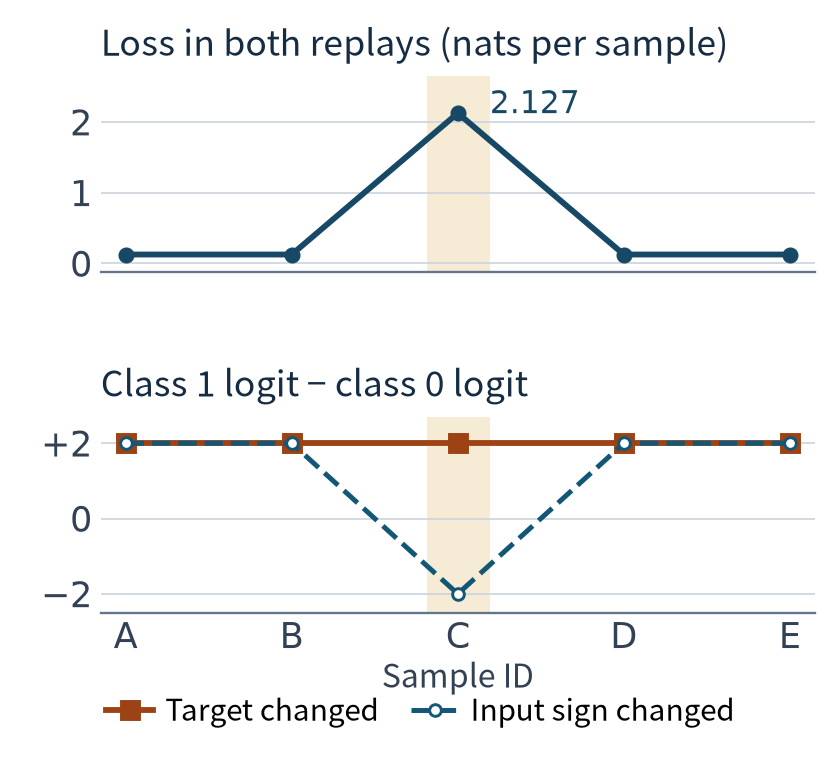 Loss in both replays (nats per sample)
2.127
2
1
0
Class 1 logit − class 0 logit
+2
0
−2
A B C D E
Sample ID
Target changed Input sign changed